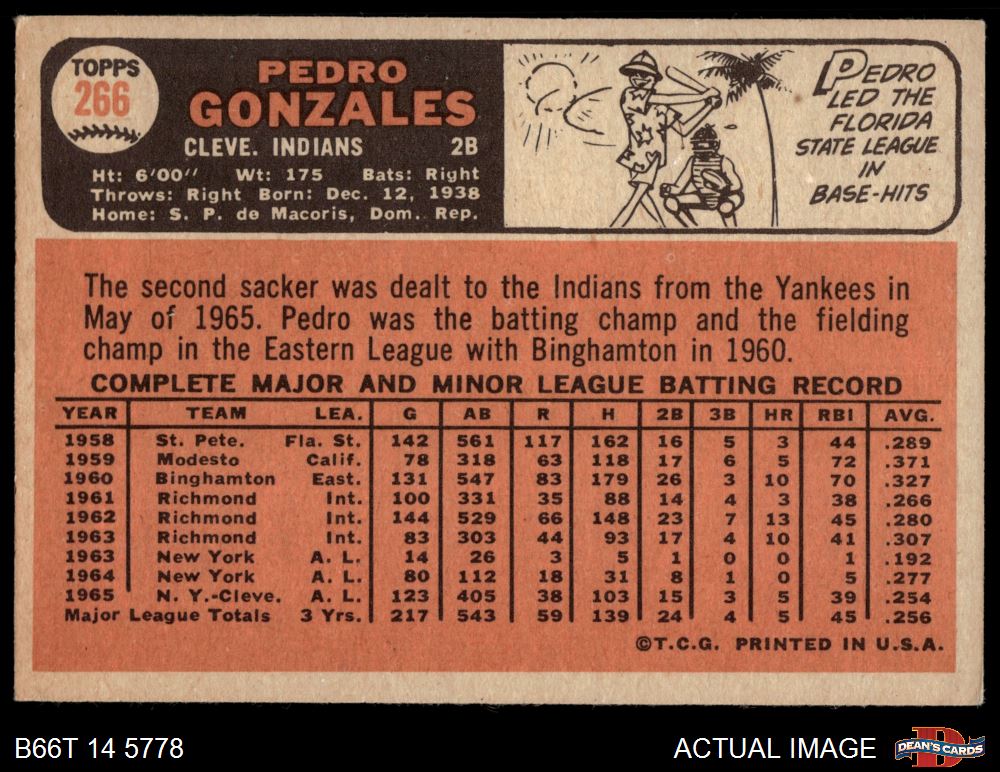 TOPPS
266
PEDRO
GONZALES
CLEVE. INDIANS 2B
Ht: 6'00" Wt: 175 Bats: Right
Throws: Right Born: Dec. 12, 1938
Home: S. P. de Macoris, Dom. Rep.
PEDRO
LED THE
FLORIDA
STATE LEAGUE
IN
BASE-HITS
The second sacker was dealt to the Indians from the Yankees in
May of 1965. Pedro was the batting champ and the fielding
champ in the Eastern League with Binghamton in 1960.
COMPLETE MAJOR AND MINOR LEAGUE BATTING RECORD
YEAR TEAM LEA. G AB R H 2B 3B HR RBI AVG.
1958 St. Pete. Fla. St. 142 561 117 162 16 5 3 44 .289
1959 Modesto Calif. 78 318 63 118 17 6 5 72 .371
1960 Binghamton East. 131 547 83 179 26 3 10 70 .327
1961 Richmond Int. 100 331 35 88 14 4 3 38 .266
1962 Richmond Int. 144 529 66 148 23 7 13 45 .280
1963 Richmond Int. 83 303 44 93 17 4 10 41 .307
1963 New York A. L. 14 26 3 5 1 0 0 1 .192
1964 New York A. L. 80 112 18 31 8 1 0 5 .277
1965 N. Y.-Cleve. A. L. 123 405 38 103 15 3 5 39 .254
Major League Totals 3 Yrs. 217 543 59 139 24 4 5 45 .256
©T.C.G. PRINTED IN U.S.A.
B66T 14 5778
ACTUAL IMAGE
D
DEAN'S CARDS